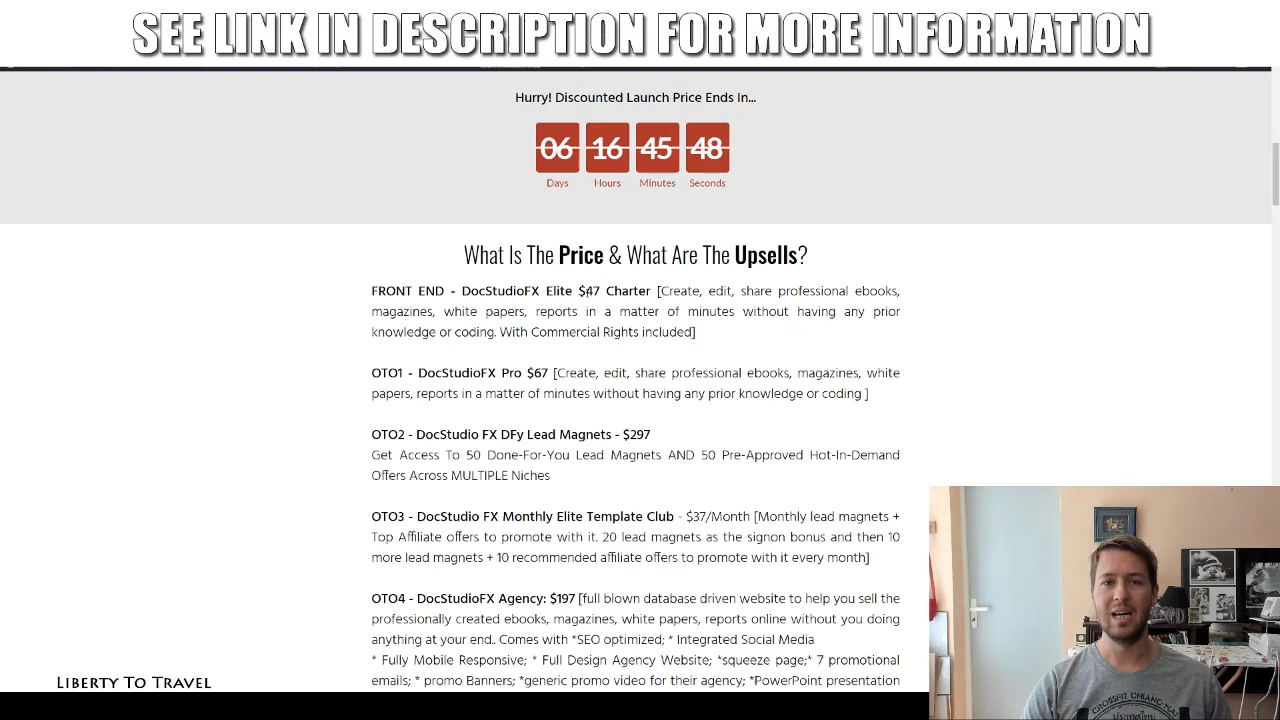 SEE LINK IN DESCRIPTION FOR MORE INFORMATION
Hurry! Discounted Launch Price Ends In...
06 16 45 48
Days Hours Minutes Seconds
What Is The Price & What Are The Upsells?
FRONT END - DocStudioFX Elite $47 Charter [Create, edit, share professional ebooks,
magazines, white papers, reports in a matter of minutes without having any prior
knowledge or coding. With Commercial Rights included]
OTO1 - DocStudioFX Pro $67 [Create, edit, share professional ebooks, magazines, white
papers, reports in a matter of minutes without having any prior knowledge or coding ]
OTO2 - DocStudio FX DFy Lead Magnets - $297
Get Access To 50 Done-For-You Lead Magnets AND 50 Pre-Approved Hot-In-Demand
Offers Across MULTIPLE Niches
OTO3 - DocStudio FX Monthly Elite Template Club - $37/Month [Monthly lead magnets +
Top Affiliate offers to promote with it. 20 lead magnets as the signon bonus and then 10
more lead magnets + 10 recommended affiliate offers to promote with it every month]
OTO4 - DocStudioFX Agency: $197 [full blown database driven website to help you sell the
professionally created ebooks, magazines, white papers, reports online without you doing
anything at your end.. Comes with *SEO optimized; * Integrated Social Media
* Fully Mobile Responsive; * Full Design Agency Website; *squeeze page;* 7 promotional
emails; * promo Banners; *generic promo video for their agency; *PowerPoint presentation
CROSSFIT CHIANG MAI
LIBERTY TO TRAVEL